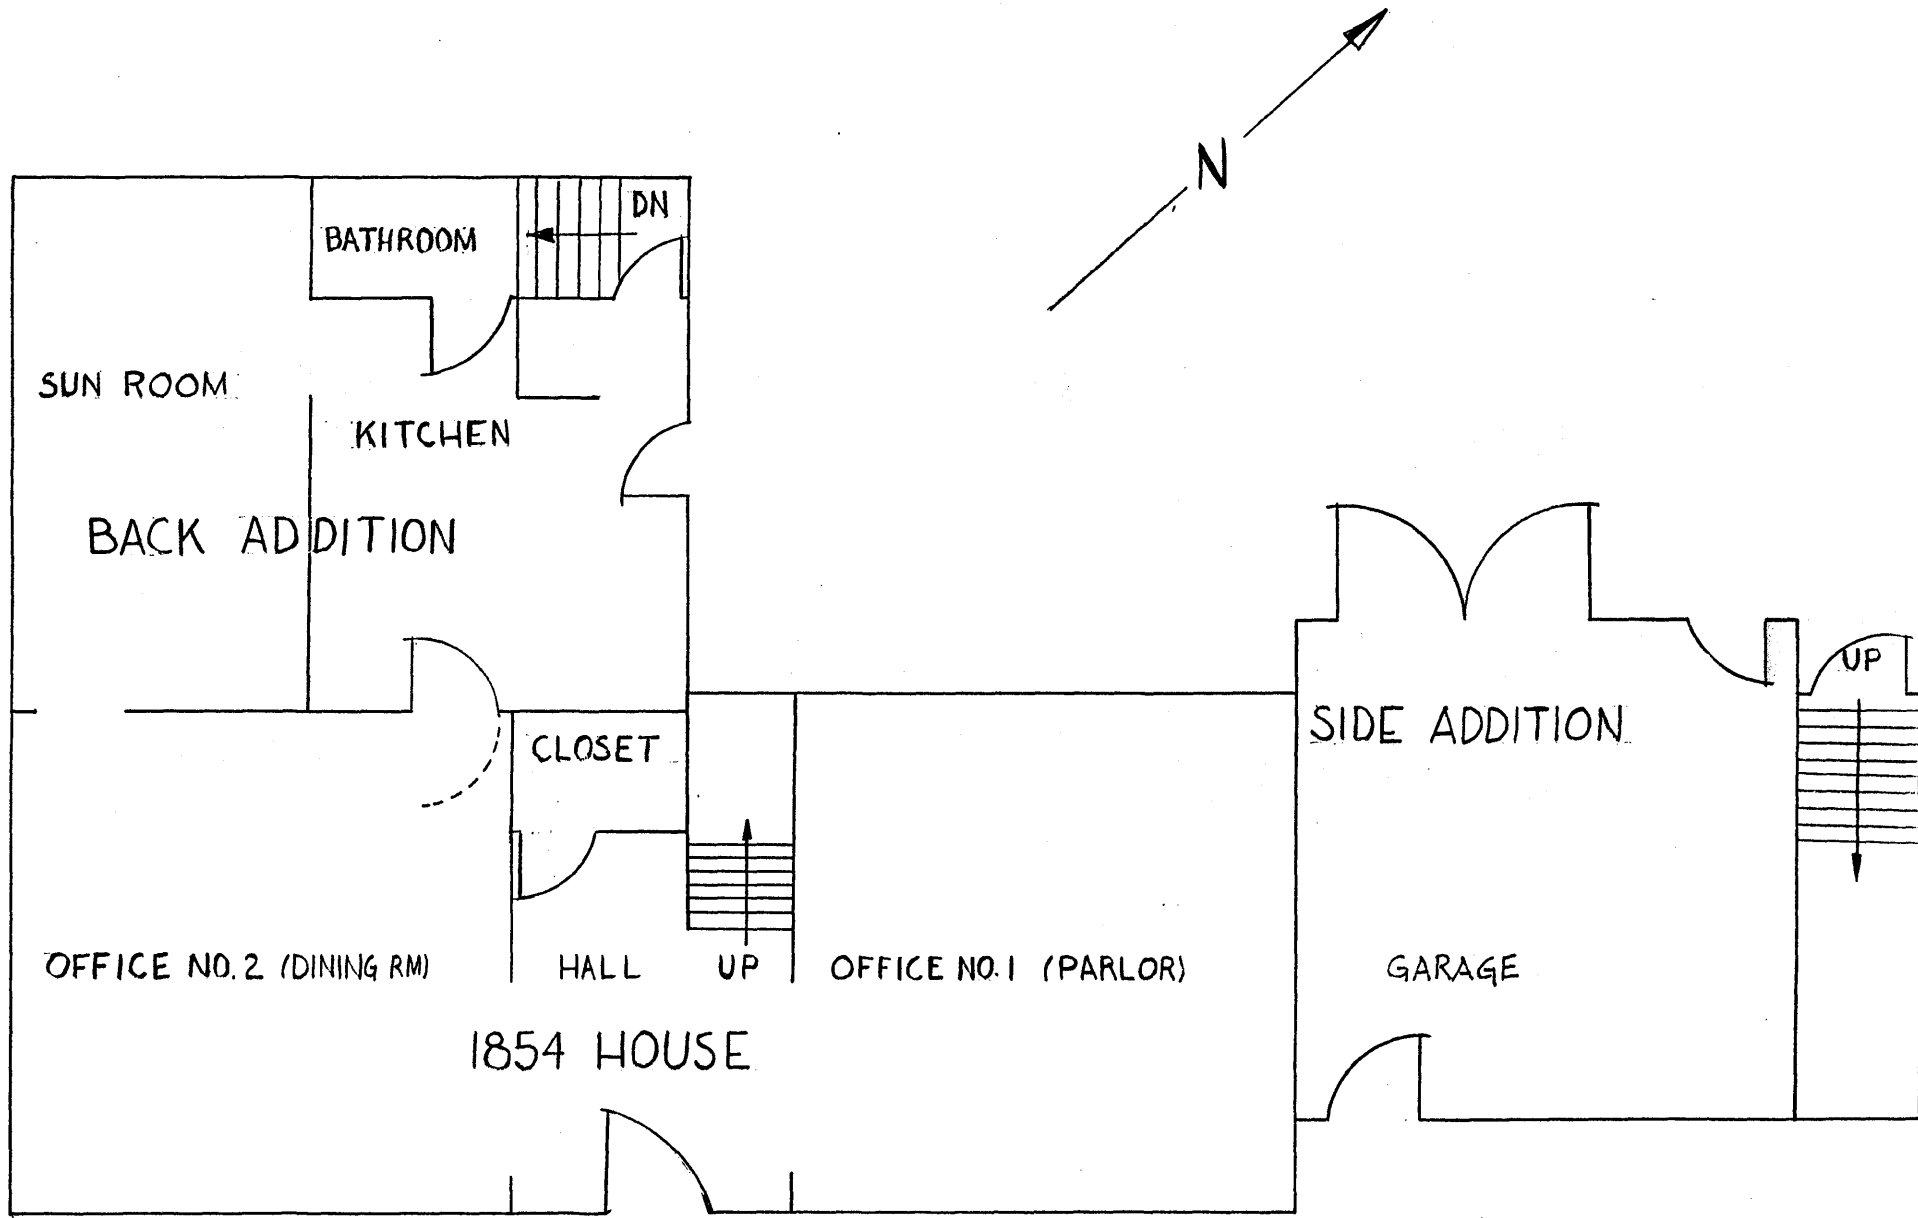 N
DN
BATHROOM
SUN ROOM
KITCHEN
BACK ADDITION
UP
SIDE ADDITION
CLOSET
OFFICE NO.2 (DINING RM)
HALL
UP
OFFICE NO.1 (PARLOR)
GARAGE
1854 HOUSE